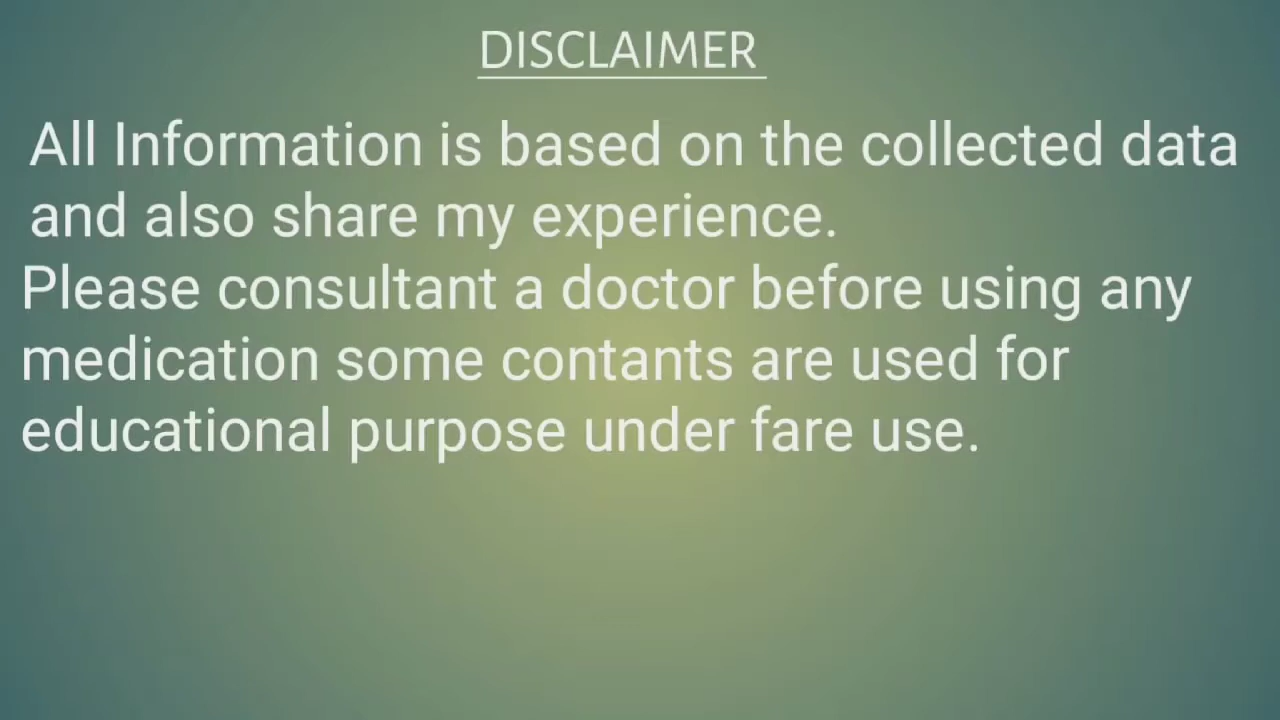 DISCLAIMER
All Information is based on the collected data
and also share my experience.
Please consultant a doctor before using any
medication some contants are used for
educational purpose under fare use.